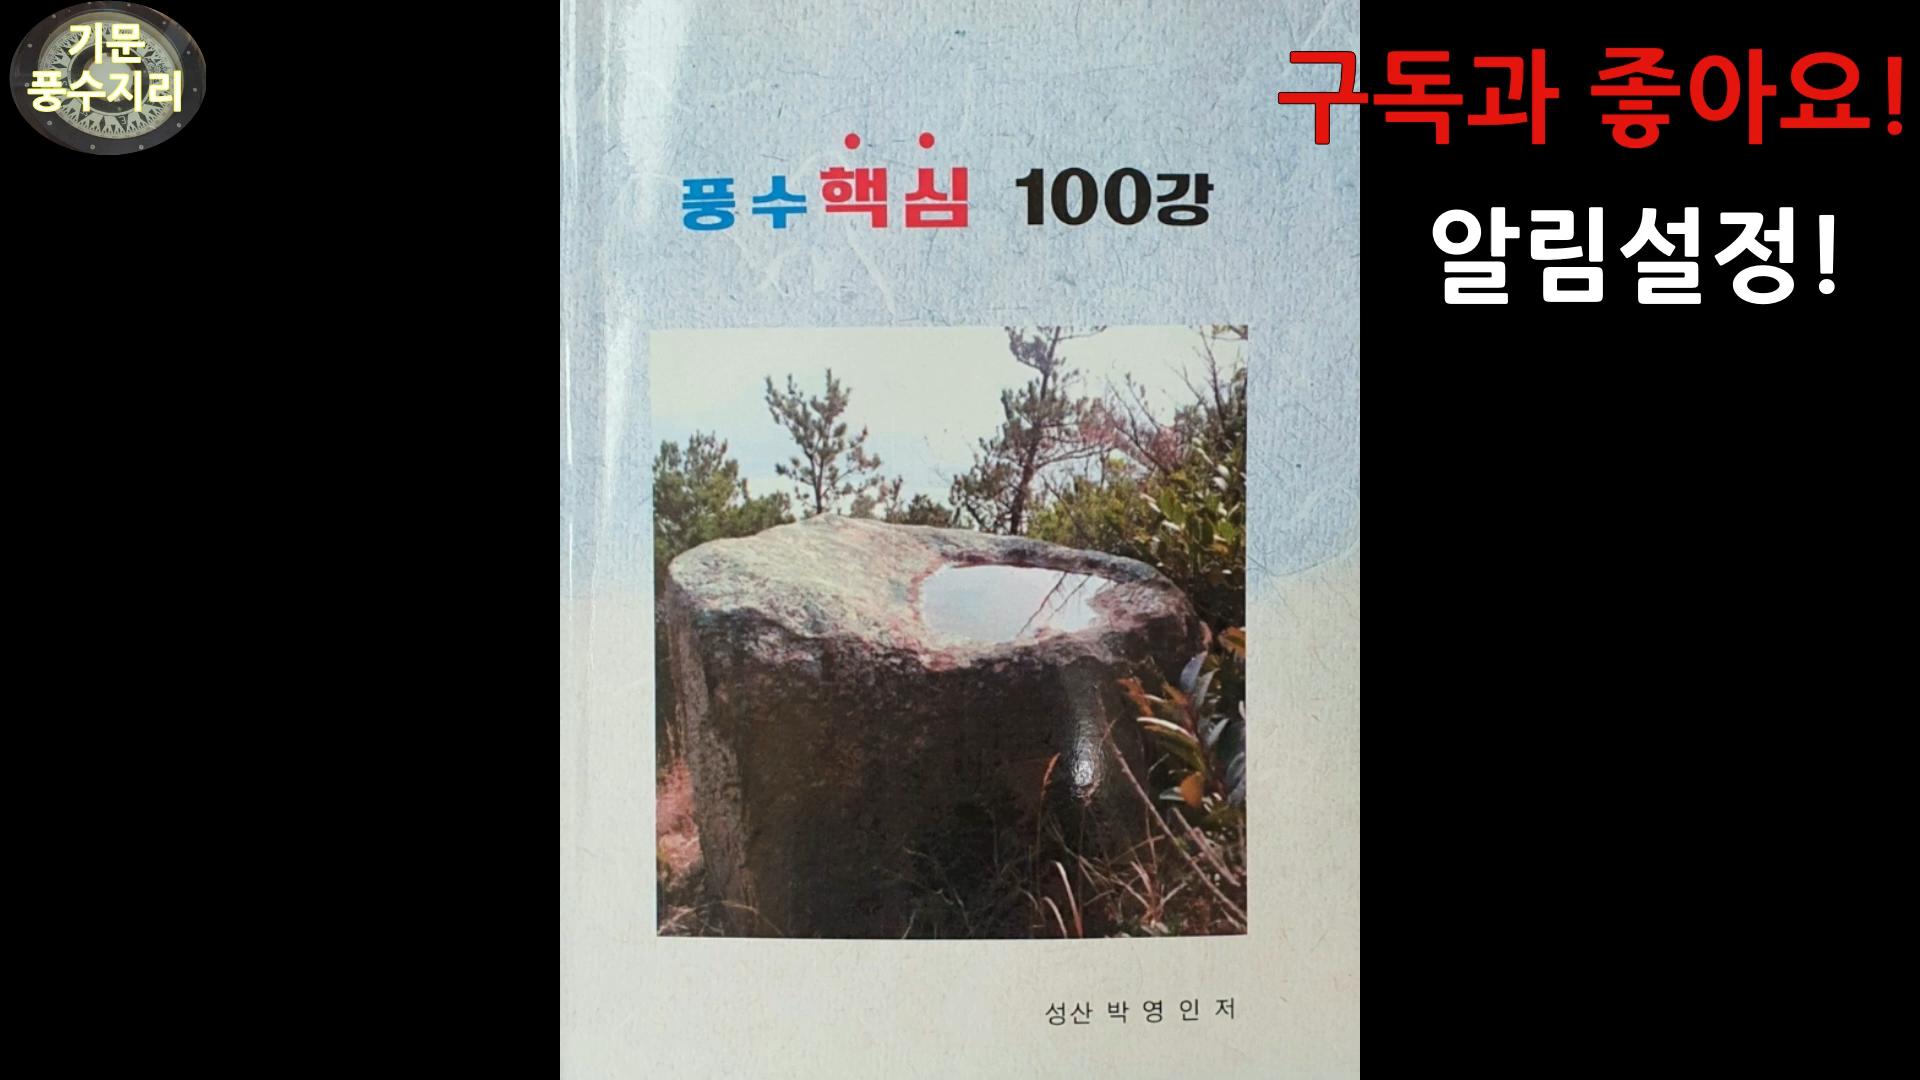 기문
풍수지리
구독과 좋아요!
알림설정!
풍수핵심 100강
성산 박영인 저